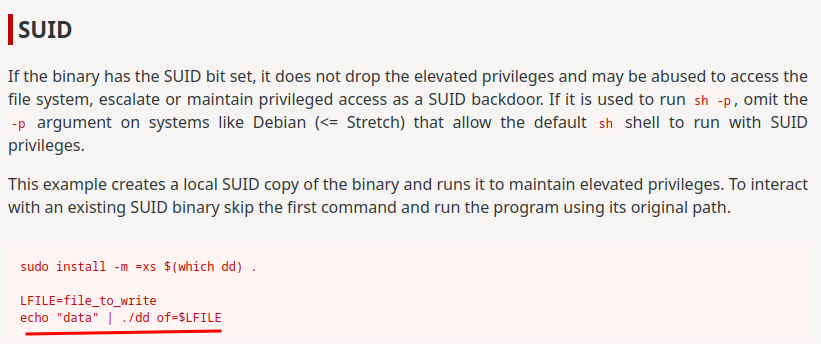 SUID
If the binary has the SUID bit set, it does not drop the elevated privileges and may be abused to access the
file system, escalate or maintain privileged access as a SUID backdoor. If it is used to run sh -p, omit the
-p argument on systems like Debian (<= Stretch) that allow the default sh shell to run with SUID
privileges.
This example creates a local SUID copy of the binary and runs it to maintain elevated privileges. To interact
with an existing SUID binary skip the first command and run the program using its original path.
sudo install -m =xs $(which dd) .
LFILE=file_to_write
echo "data" | ./dd of=$LFILE